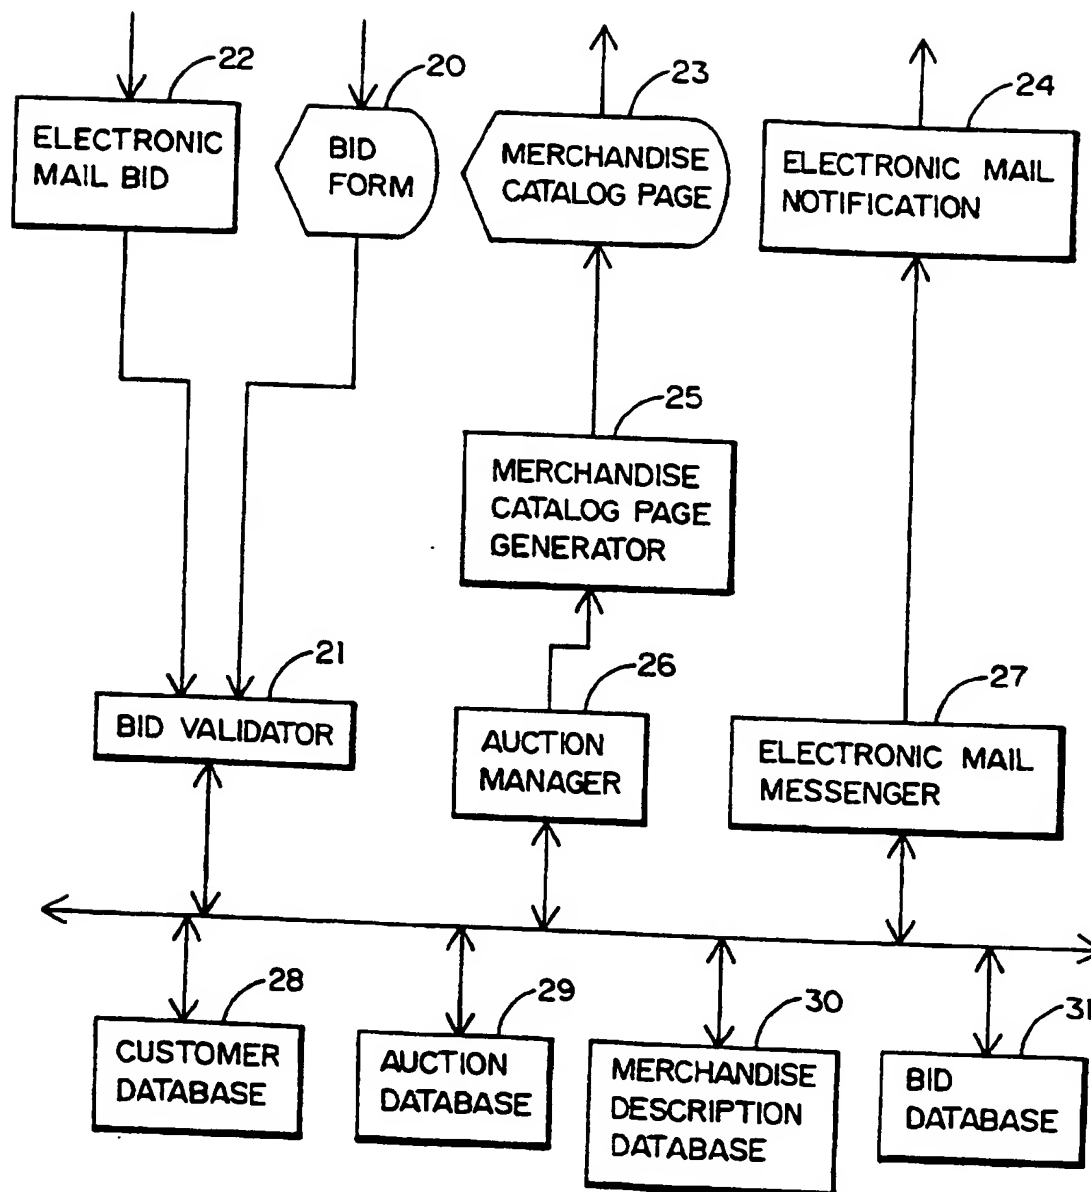 22
ELECTRONIC
MAIL BID
20
BID
FORM
23
MERCHANDISE
CATALOG PAGE
24
ELECTRONIC MAIL
NOTIFICATION
25
MERCHANDISE
CATALOG PAGE
GENERATOR
21
BID VALIDATOR
26
AUCTION
MANAGER
27
ELECTRONIC MAIL
MESSENGER
28
CUSTOMER
DATABASE
29
AUCTION
DATABASE
30
MERCHANDISE
DESCRIPTION
DATABASE
31
BID
DATABASE